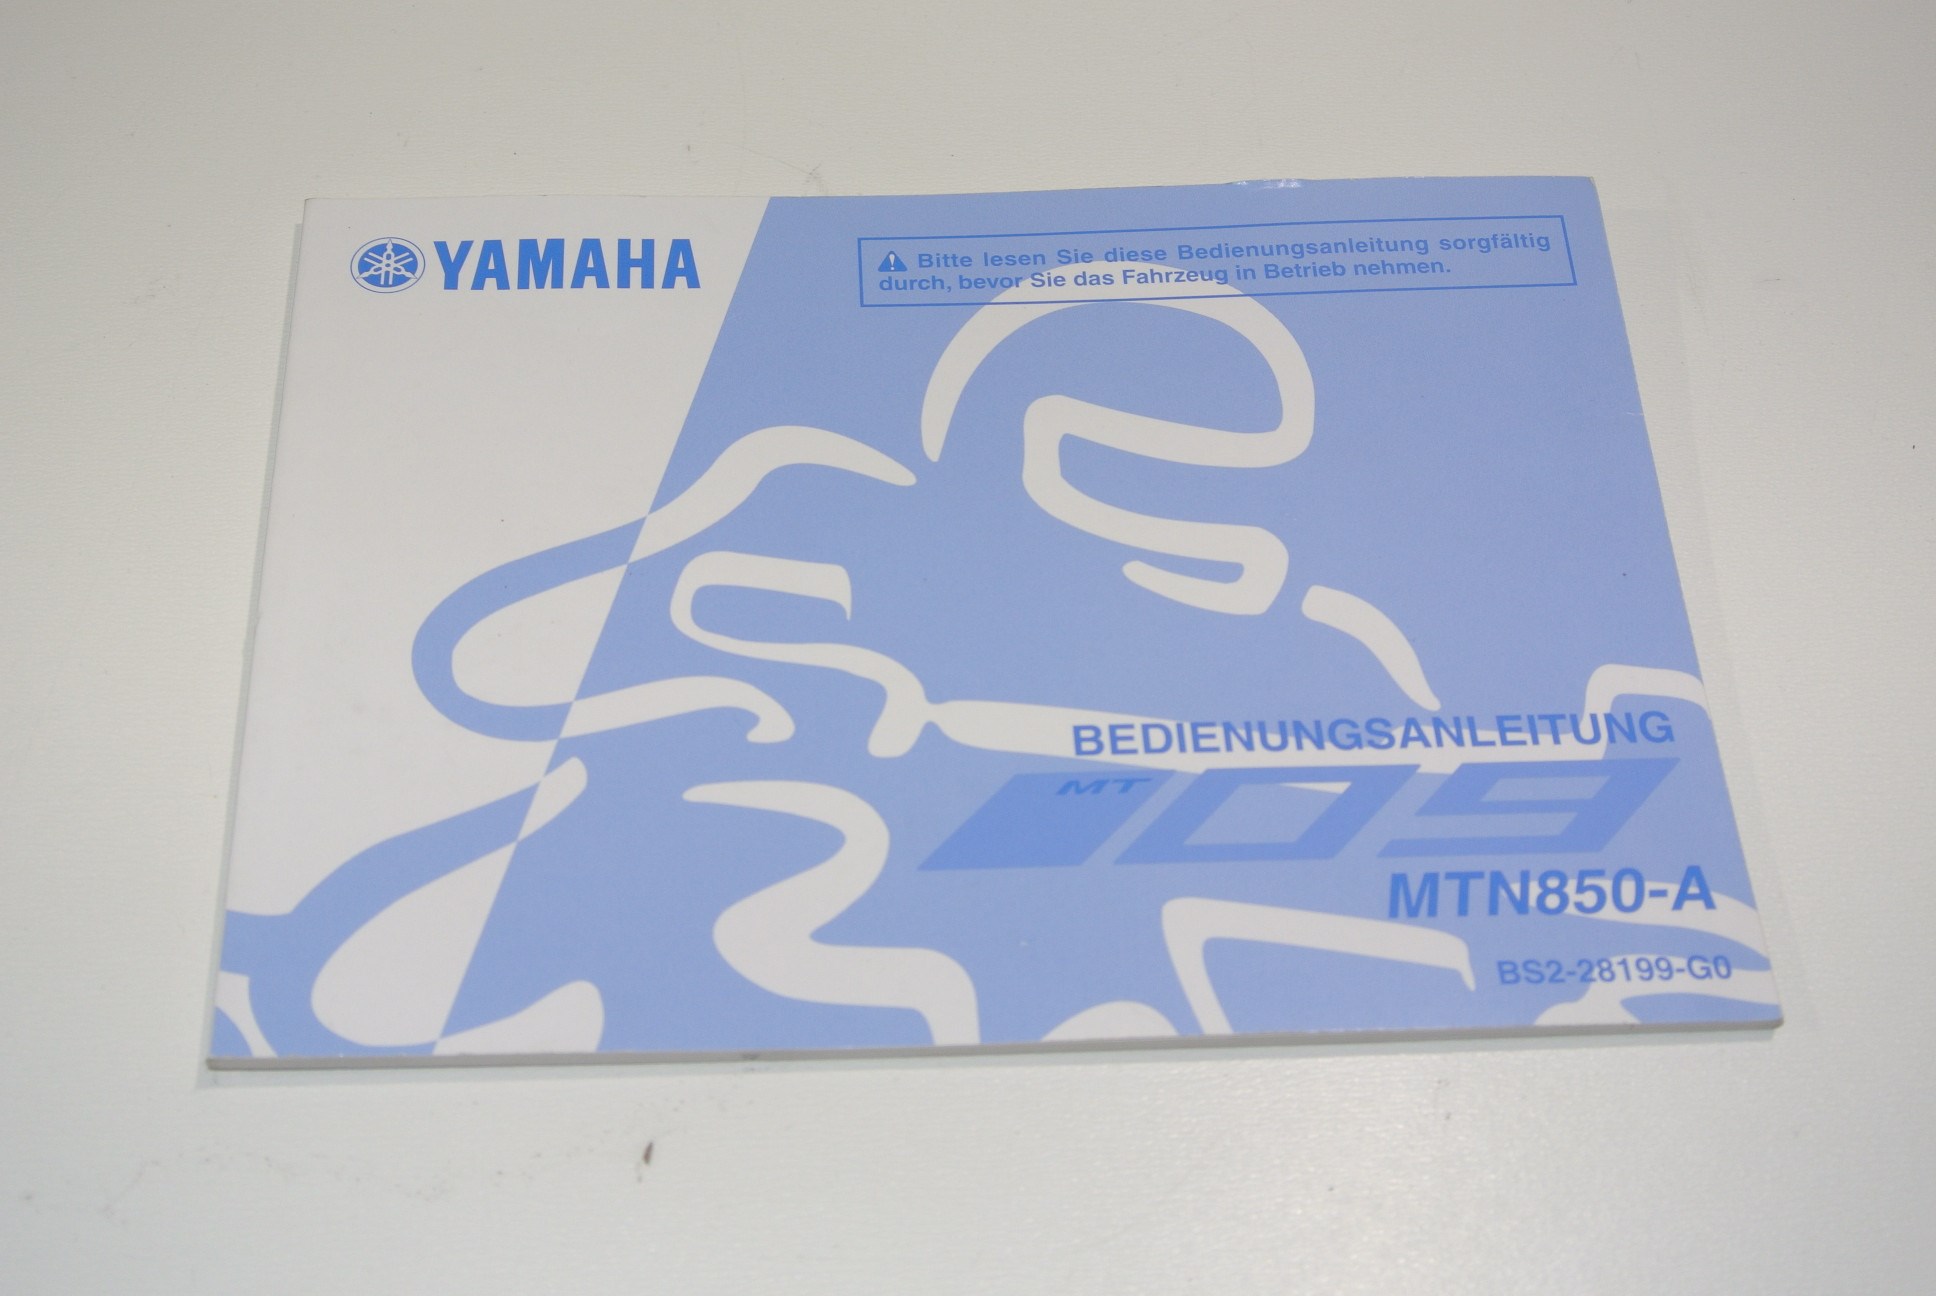 YAMAHA
⚠ Bitte lesen Sie diese Bedienungsanleitung sorgfältig
durch, bevor Sie das Fahrzeug in Betrieb nehmen.
BEDIENUNGSANLEITUNG
MT 09
MTN850-A
BS2-28199-G0